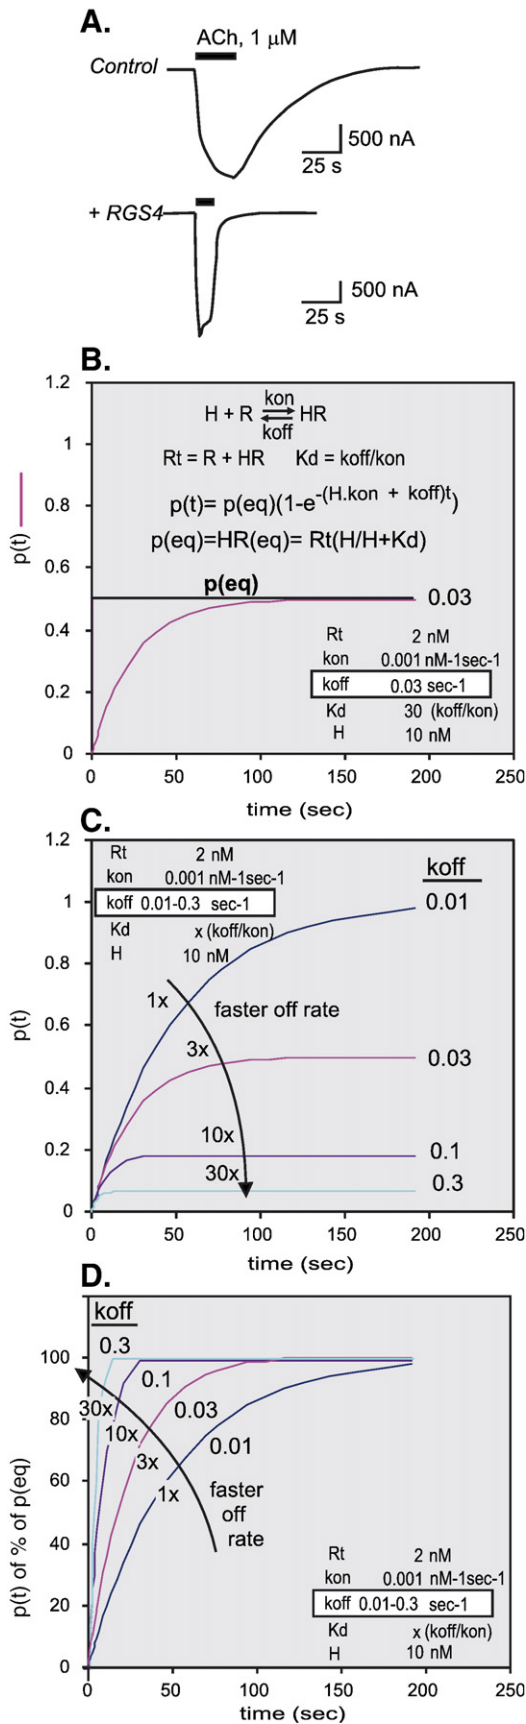 A.
ACh, 1 µM
Control
500 nA
25 s
+ RGS4
500 nA
25 s
B.
1.2
1
0.8
0.6
0.4
0.2
0
p(t)
kon
H + R HR
koff
Rt = R + HR Kd = koff/kon
p(t)= p(eq)(1-e-(H.kon + koff)t)
p(eq)=HR(eq)= Rt(H/H+Kd)
p(eq)
0.03
Rt 2 nM
kon 0.001 nM-1sec-1
koff 0.03 sec-1
Kd 30 (koff/kon)
H 10 nM
0 50 100 150 200 250
time (sec)
C.
1.2
1
0.8
0.6
0.4
0.2
0
p(t)
Rt 2 nM
kon 0.001 nM-1sec-1
koff 0.01-0.3 sec-1
Kd x (koff/kon)
H 10 nM
koff
0.01
1x
faster off rate
3x
0.03
10x
0.1
30x
0.3
0 50 100 150 200 250
time (sec)
D.
100
80
60
40
20
0
p(t) of % of p(eq)
koff
0.3
0.1
0.03
0.01
30x
10x
3x
1x
faster
off
rate
Rt 2 nM
kon 0.001 nM-1sec-1
koff 0.01-0.3 sec-1
Kd x (koff/kon)
H 10 nM
0 50 100 150 200 250
time (sec)